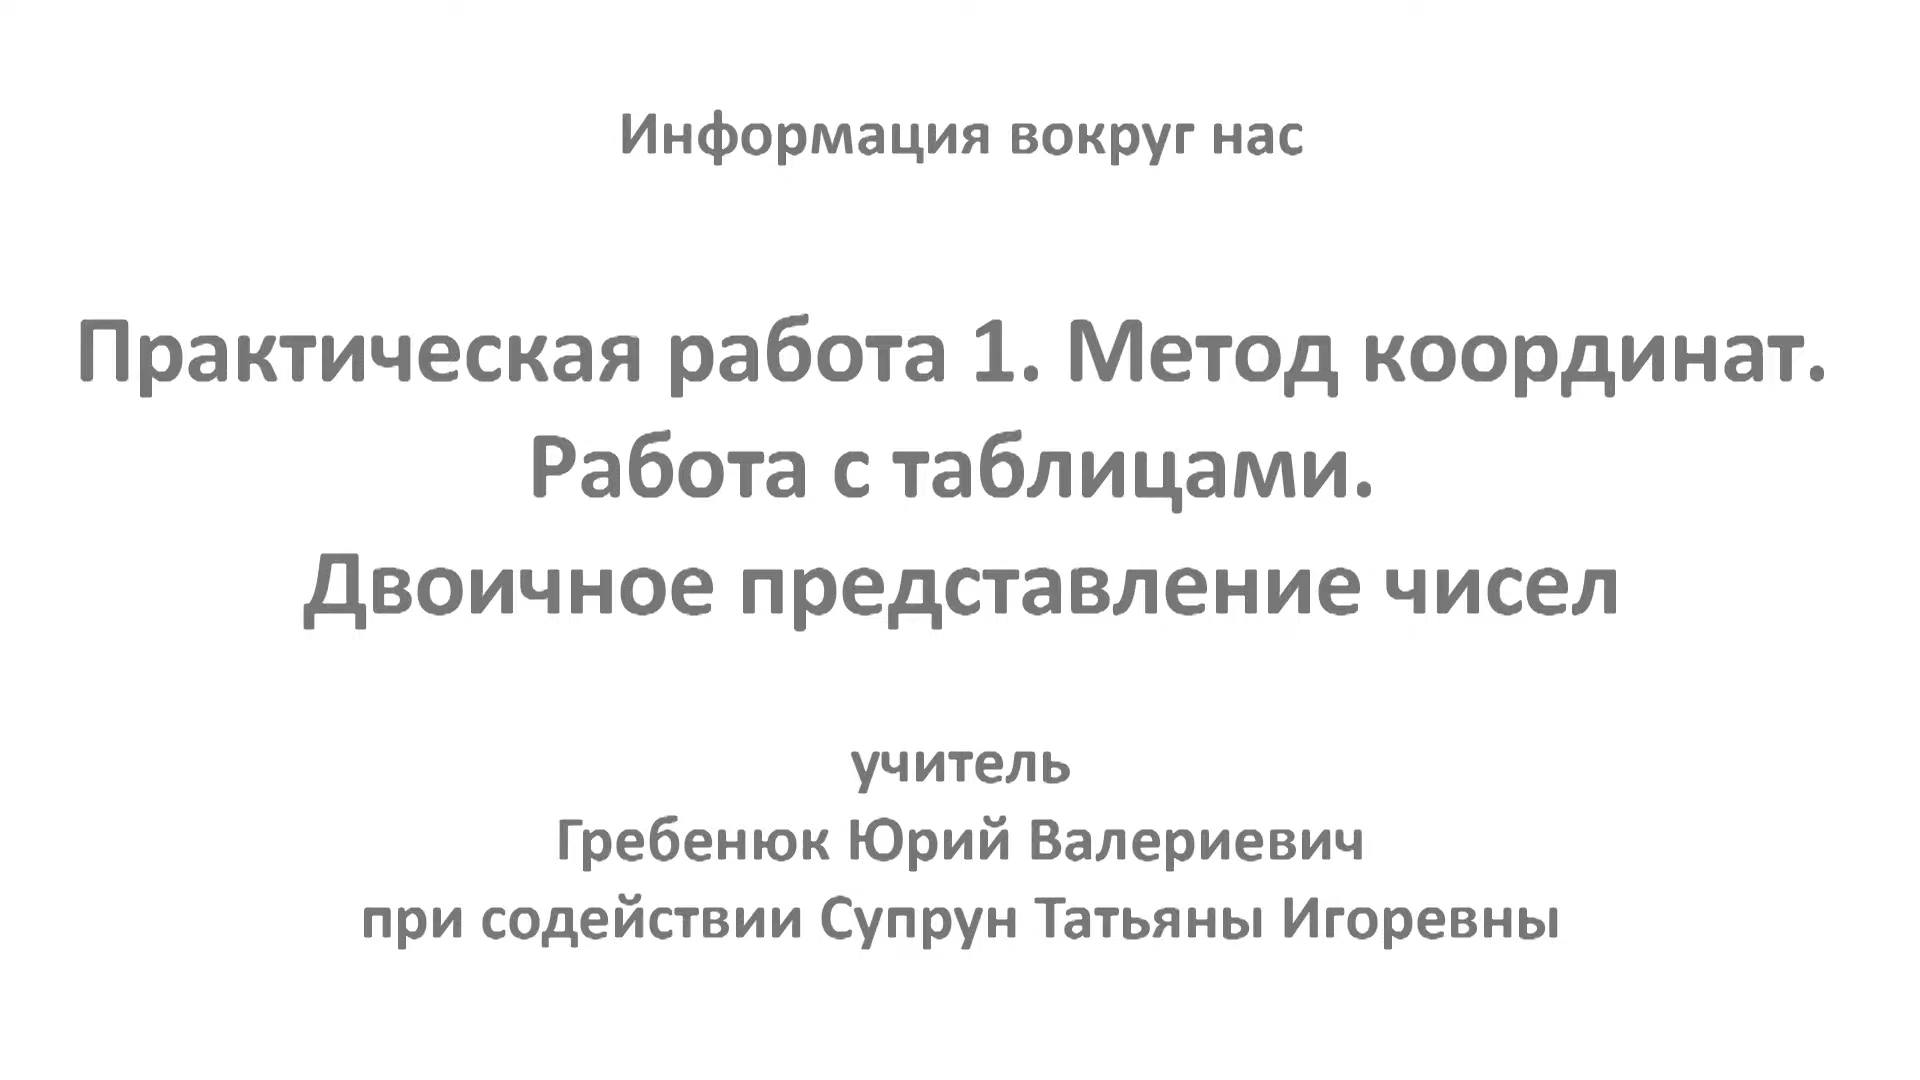 Информация вокруг нас
Практическая работа 1. Метод координат.
Работа с таблицами.
Двоичное представление чисел
учитель
Гребенюк Юрий Валериевич
при содействии Супрун Татьяны Игоревны